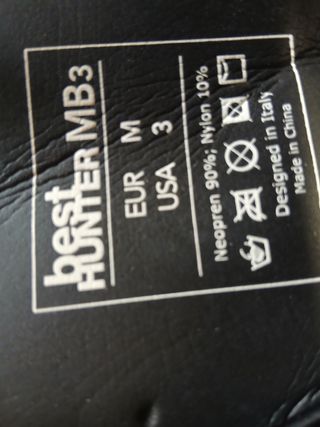 best
HUNTER MB3
EUR M
USA 3
Neopren 90%; Nylon 10%
Designed in Italy
Made in China